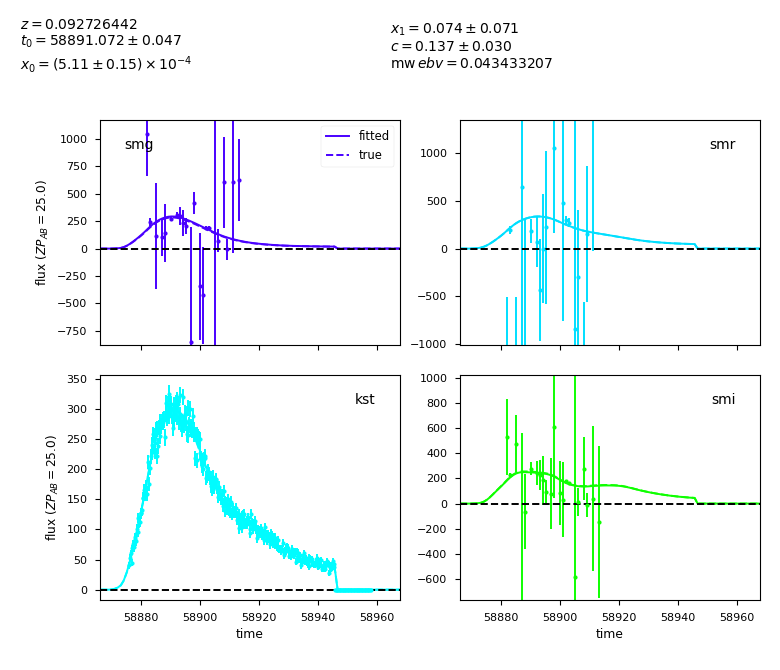 z = 0.092726442
t₀ = 58891.072 ± 0.047
x₀ = (5.11 ± 0.15) × 10⁻⁴
x₁ = 0.074 ± 0.071
c = 0.137 ± 0.030
mw ebv = 0.043433207
smg
fitted
true
1000
750
500
250
0
−250
−500
−750
flux (ZP_AB = 25.0)
smr
1000
500
0
−500
−1000
kst
350
300
250
200
150
100
50
0
flux (ZP_AB = 25.0)
58880 58900 58920 58940 58960
time
smi
1000
800
600
400
200
0
−200
−400
−600
58880 58900 58920 58940 58960
time